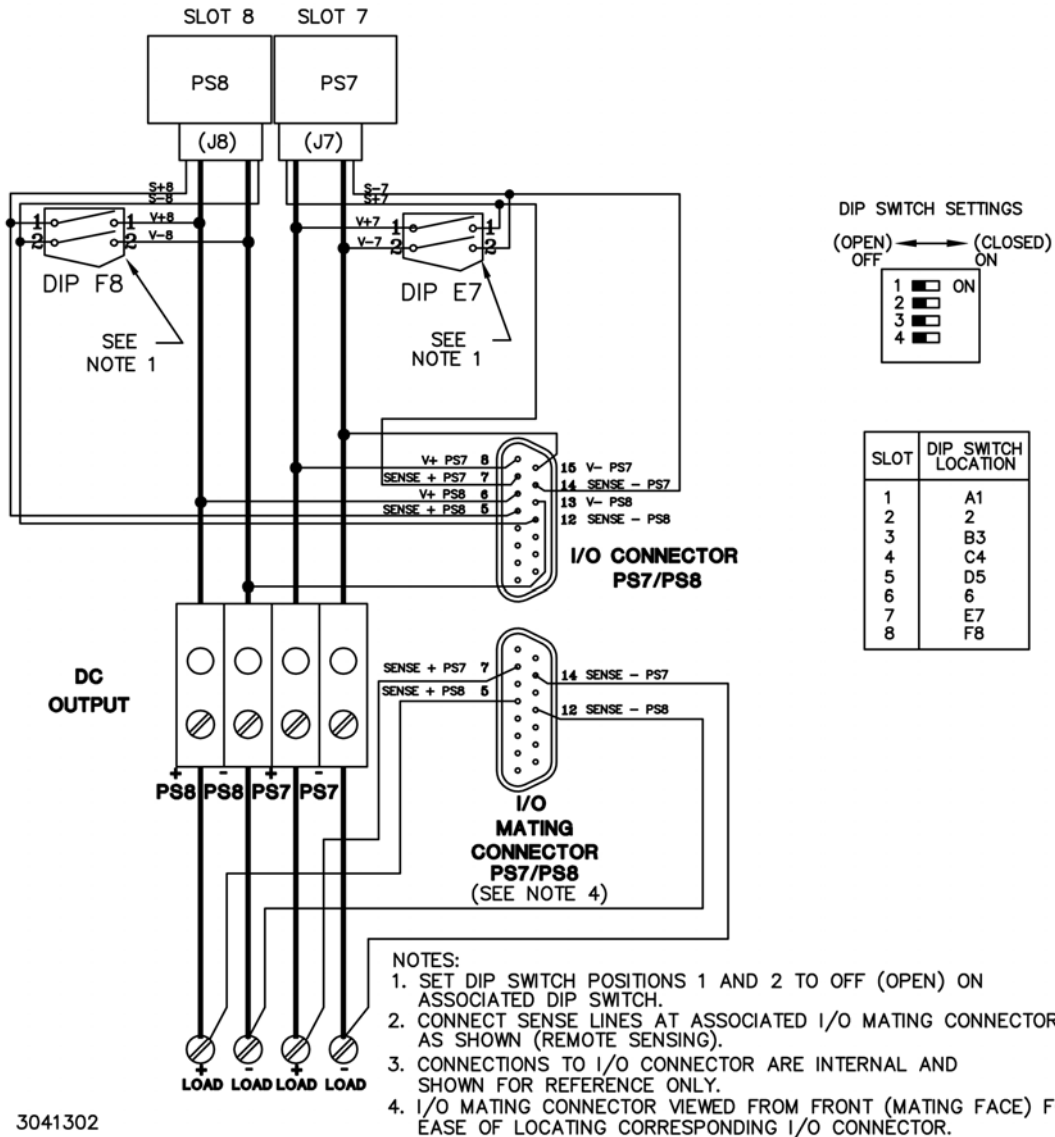 SLOT 8 SLOT 7
PS8 PS7
(J8) (J7)
S+8 S-7
S-8 S+7
1 V+8 1 V+7 1
2 V-8 2 V-7 2
DIP F8 DIP E7
SEE NOTE 1
SEE NOTE 1
DIP SWITCH SETTINGS
(OPEN) (CLOSED)
OFF ON
1 ON
2
3
4
SLOT DIP SWITCH LOCATION
1 A1
2 2
3 B3
4 C4
5 D5
6 6
7 E7
8 F8
V+ PS7 8 15 V- PS7
SENSE + PS7 7 14 SENSE - PS7
V+ PS8 6 13 V- PS8
SENSE + PS8 5 12 SENSE - PS8
I/O CONNECTOR
PS7/PS8
DC
OUTPUT
SENSE + PS7 7 14 SENSE - PS7
SENSE + PS8 5 12 SENSE - PS8
+ - + -
PS8 PS8 PS7 PS7
I/O
MATING
CONNECTOR
PS7/PS8
(SEE NOTE 4)
+ - + -
LOAD LOAD LOAD LOAD
NOTES:
1. SET DIP SWITCH POSITIONS 1 AND 2 TO OFF (OPEN) ON
ASSOCIATED DIP SWITCH.
2. CONNECT SENSE LINES AT ASSOCIATED I/O MATING CONNECTOR
AS SHOWN (REMOTE SENSING).
3. CONNECTIONS TO I/O CONNECTOR ARE INTERNAL AND
SHOWN FOR REFERENCE ONLY.
4. I/O MATING CONNECTOR VIEWED FROM FRONT (MATING FACE) F
EASE OF LOCATING CORRESPONDING I/O CONNECTOR.
3041302